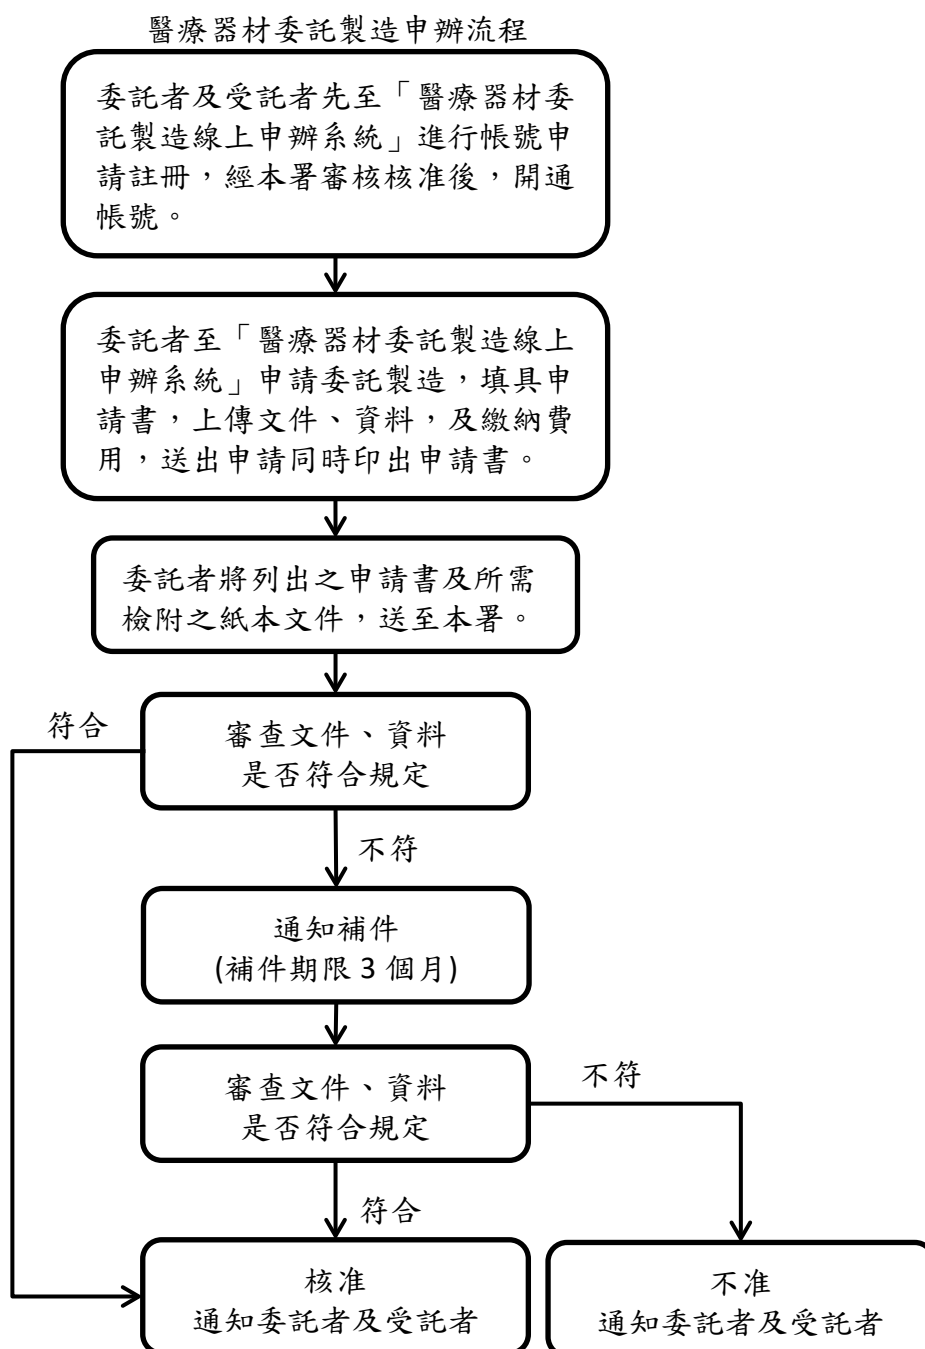 醫療器材委託製造申辦流程
委託者及受託者先至「醫療器材委
託製造線上申辦系統」進行帳號申
請註冊，經本署審核核准後，開通
帳號。
委託者至「醫療器材委託製造線上
申辦系統」申請委託製造，填具申
請書，上傳文件、資料，及繳納費
用，送出申請同時印出申請書。
委託者將列出之申請書及所需
檢附之紙本文件，送至本署。
符合
審查文件、資料
是否符合規定
不符
通知補件
(補件期限 3 個月)
審查文件、資料
是否符合規定
不符
符合
核准
通知委託者及受託者
不准
通知委託者及受託者